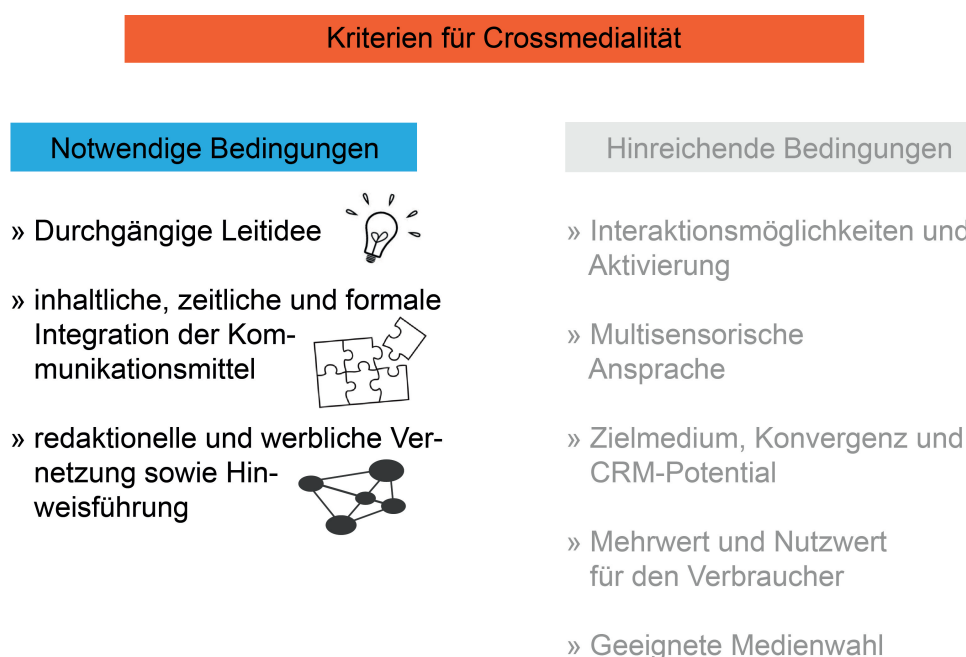 Kriterien für Crossmedialität
Notwendige Bedingungen
» Durchgängige Leitidee
» inhaltliche, zeitliche und formale
Integration der Kom-
munikationsmittel
» redaktionelle und werbliche Ver-
netzung sowie Hin-
weisführung
Hinreichende Bedingungen
» Interaktionsmöglichkeiten und
Aktivierung
» Multisensorische
Ansprache
» Zielmedium, Konvergenz und
CRM-Potential
» Mehrwert und Nutzwert
für den Verbraucher
» Geeignete Medienwahl